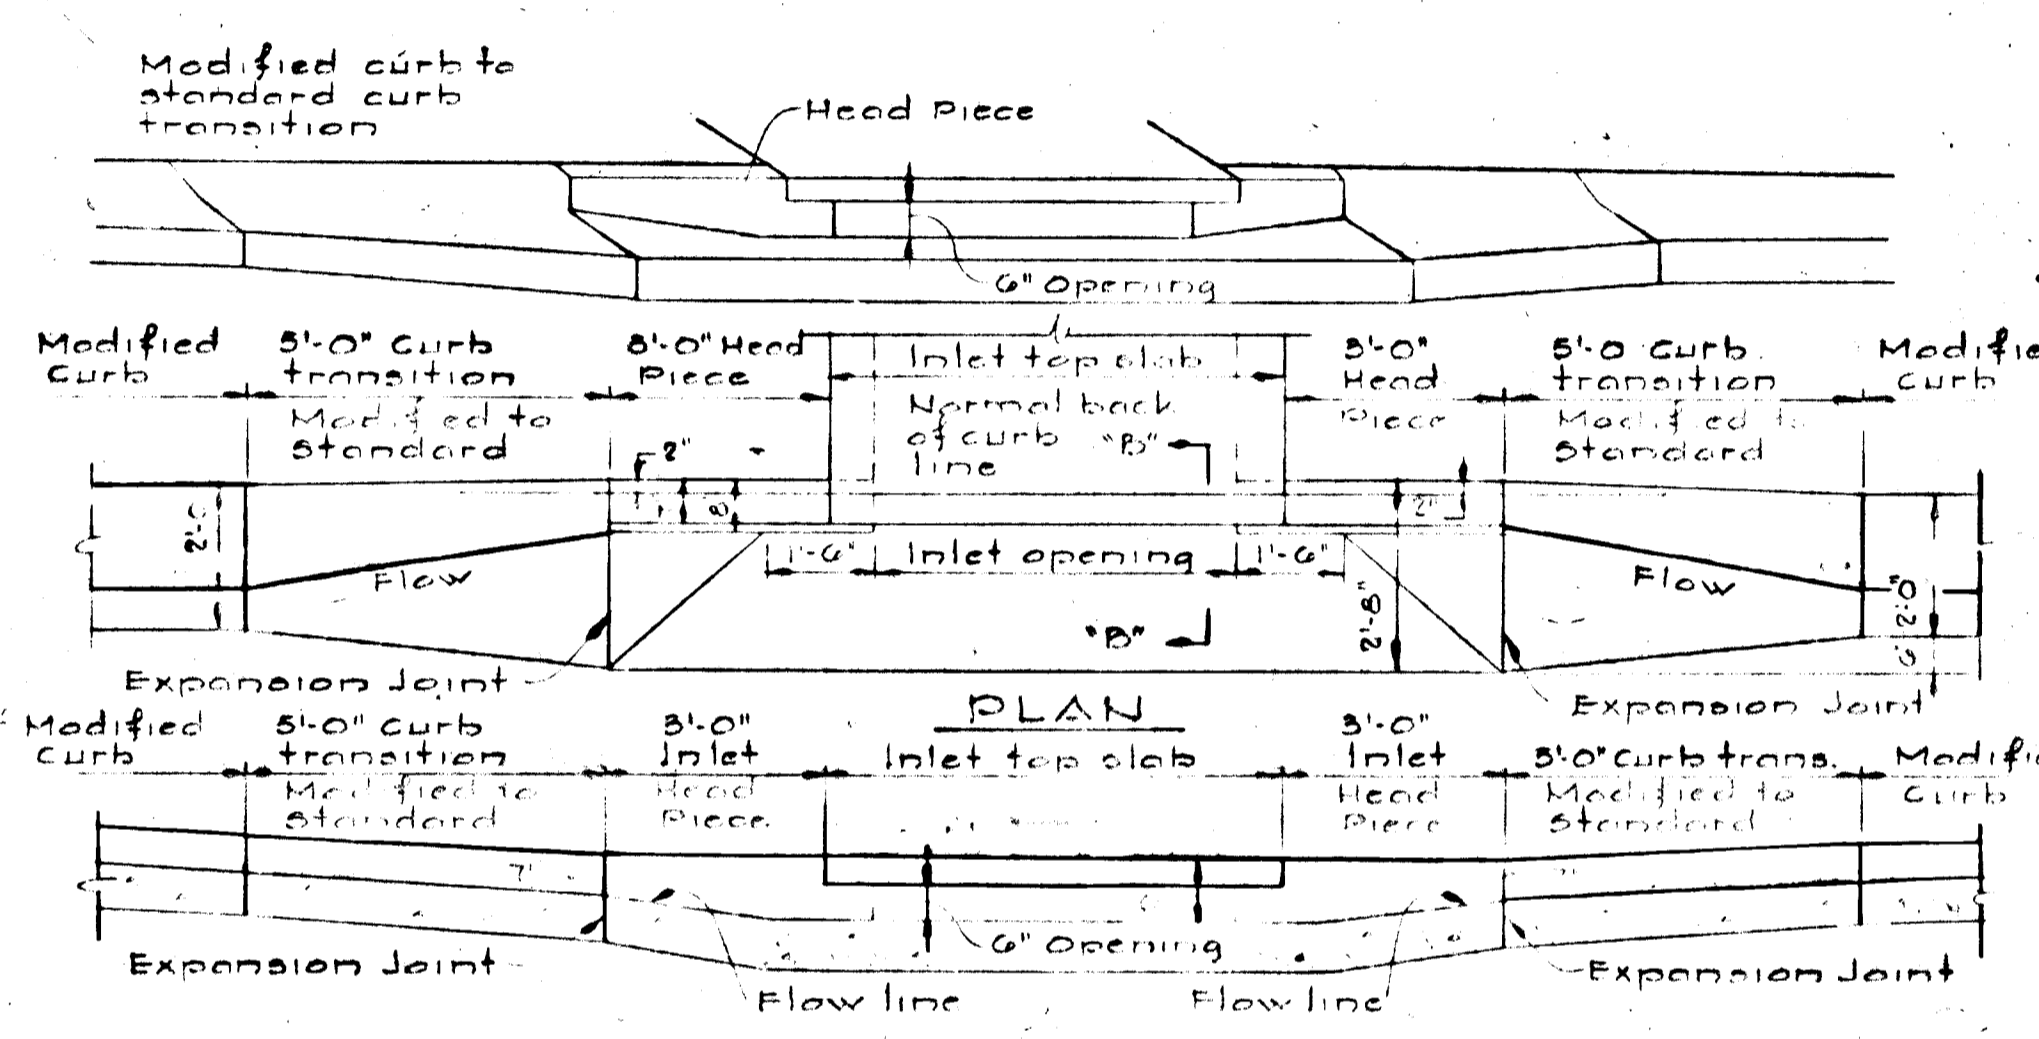 Modified curb to
standard curb
transition
Head Piece
6" Opening
Modified
Curb
5'-0" Curb
transition
Modified to
standard
3'-0" Head
Piece
Inlet top slab
Normal back
of curb
line
"B"
3'-0"
Head
Piece
5'-0 Curb
transition
Modified to
Standard
Modifie
Curb
2"
8"
2"
2'-0
Flow
1'-6"
Inlet opening
1'-6"
2'-8"
Flow
2'-0"
6"
"B"
Expansion Joint
PLAN
Expansion Joint
Modified
Curb
5'-0" Curb
transition
Modified to
Standard
3'-0"
Inlet
Head
Piece
Inlet top slab
3'-0"
Inlet
Head
Piece
5'-0" Curb trans.
Modified to
Standard
Modifi
Curb
7"
6" Opening
Expansion Joint
Flow line
Flow line
Expansion Joint